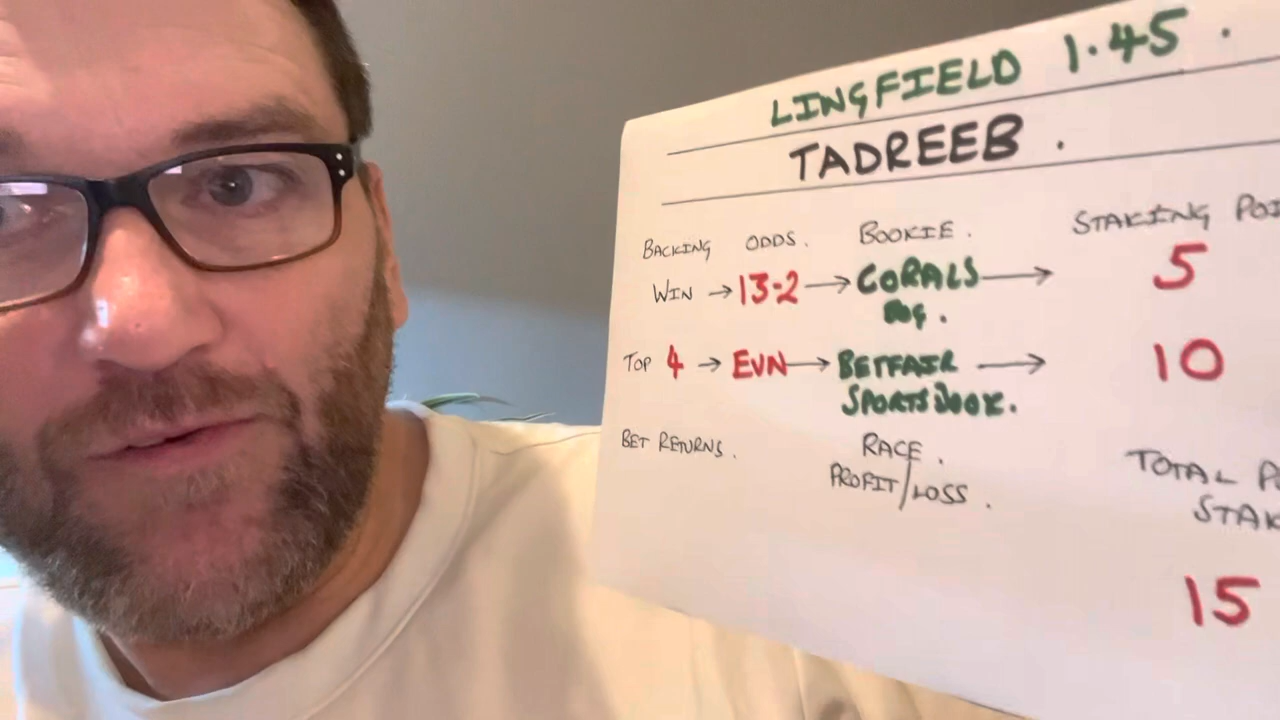 LINGFIELD 1.45.
TADREEB.
BACKING ODDS. BOOKIE. STAKING
WIN → 13-2 → CORALS → 5
BOG.
TOP 4 → EVN → BETFAIR → 10
SPORTSBOOK.
BET RETURNS. RACE. TOTAL
PROFIT/LOSS.
15